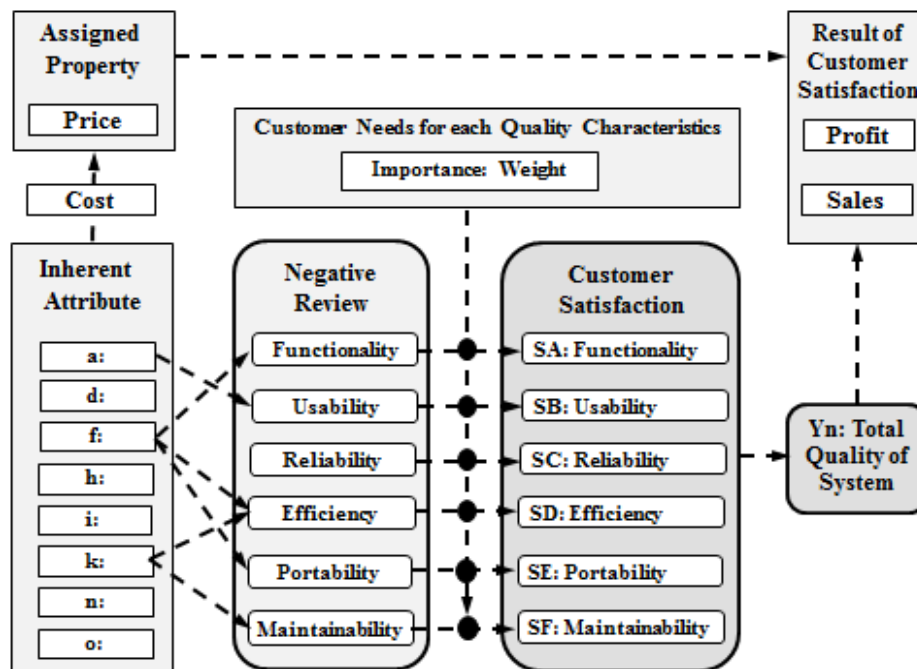 Assigned
Property
Price
Cost
Inherent
Attribute
a:
d:
f:
h:
i:
k:
n:
o:
Customer Needs for each Quality Characteristics
Importance: Weight
Negative
Review
Functionality
Usability
Reliability
Efficiency
Portability
Maintainability
Customer
Satisfaction
SA: Functionality
SB: Usability
SC: Reliability
SD: Efficiency
SE: Portability
SF: Maintainability
Result of
Customer
Satisfaction
Profit
Sales
Yn: Total
Quality of
System